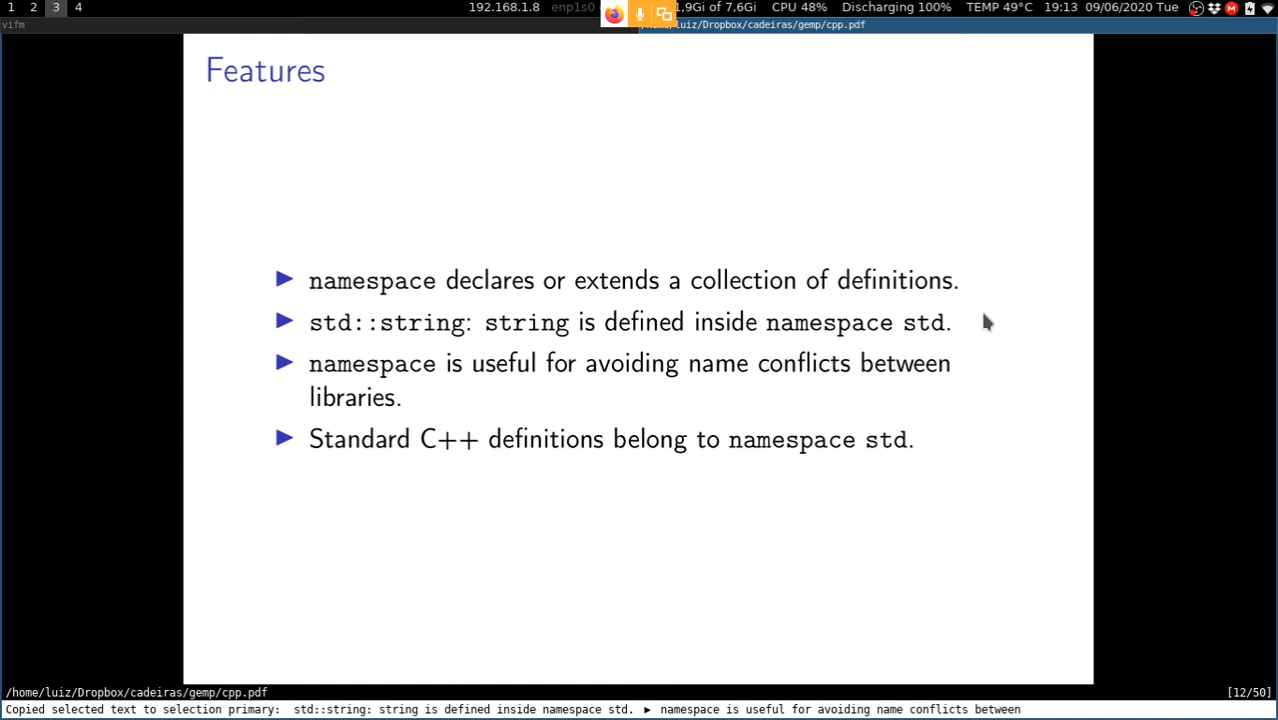 1 2 3 4 192.168.1.8 enp1s0 1,9Gi of 7,6Gi CPU 48% Discharging 100% TEMP 49°C 19:13 09/06/2020 Tue
vifm /home/luiz/Dropbox/cadeiras/gemp/cpp.pdf
Features
▶ namespace declares or extends a collection of definitions.
▶ std::string: string is defined inside namespace std.
▶ namespace is useful for avoiding name conflicts between
libraries.
▶ Standard C++ definitions belong to namespace std.
/home/luiz/Dropbox/cadeiras/gemp/cpp.pdf [12/50]
Copied selected text to selection primary: std::string: string is defined inside namespace std. ▶ namespace is useful for avoiding name conflicts between